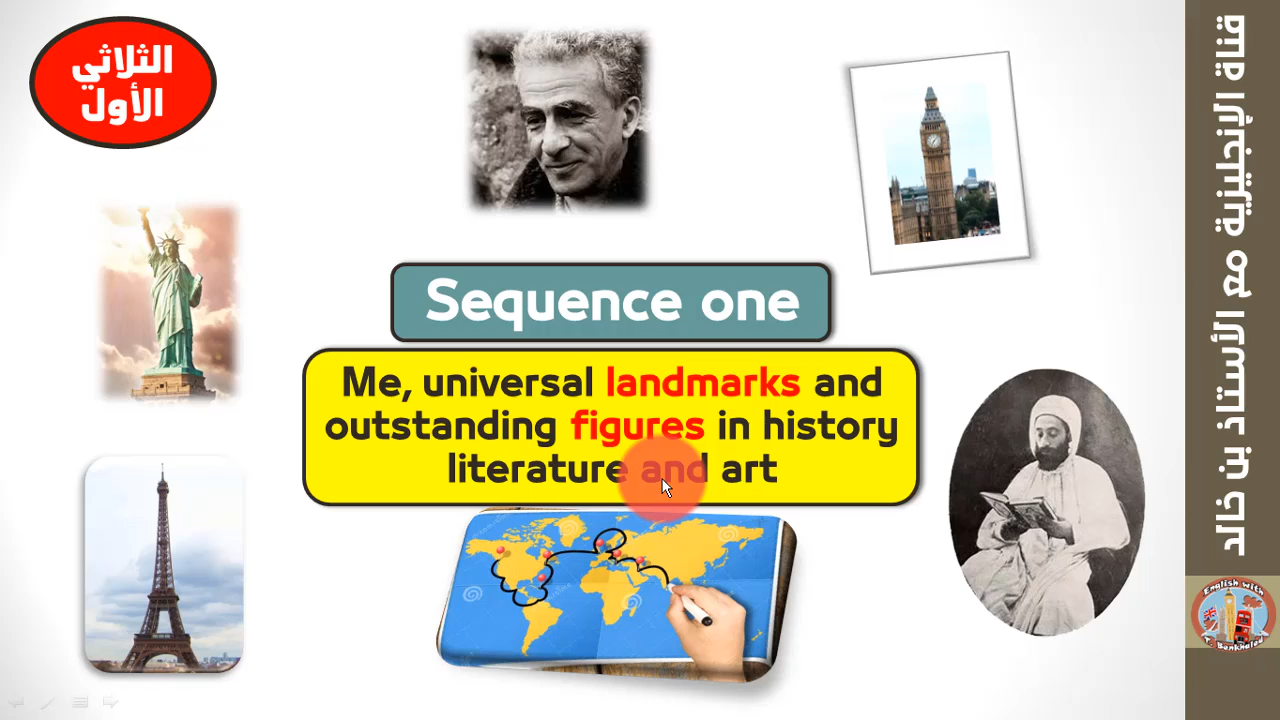 الثلاثي
الأول
Sequence one
Me, universal landmarks and
outstanding figures in history
literature and art
قناة الإنجليزية مع الأستاذ بن خالد
English with
T. Benkhaled